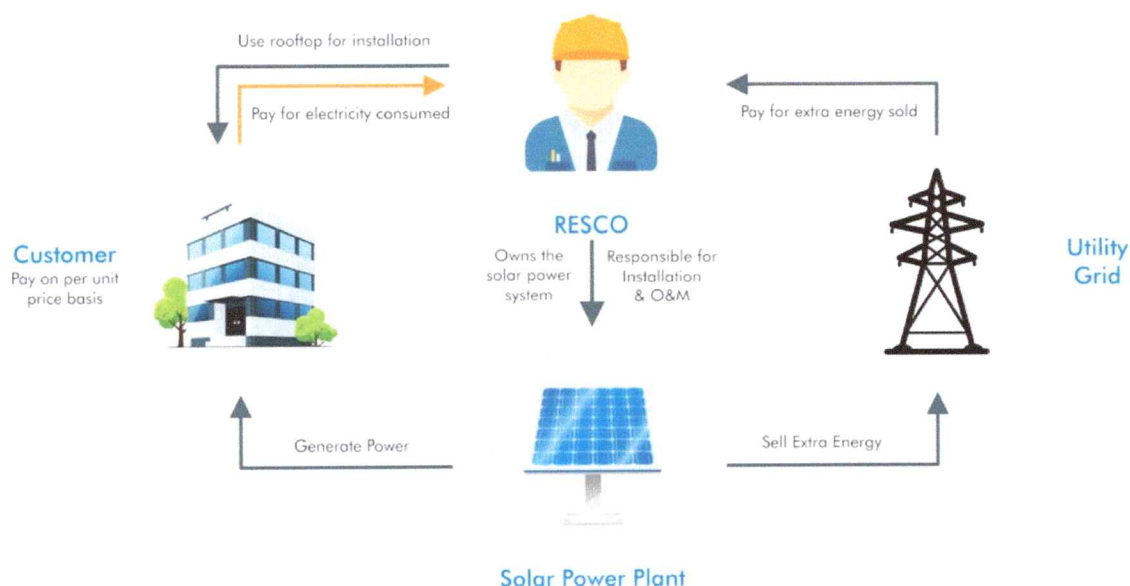 Use rooftop for installation
Pay for electricity consumed
Pay for extra energy sold
RESCO
Owns the
solar power
system
Responsible for
Installation
& O&M
Customer
Pay on per unit
price basis
Utility
Grid
Generate Power
Sell Extra Energy
Solar Power Plant